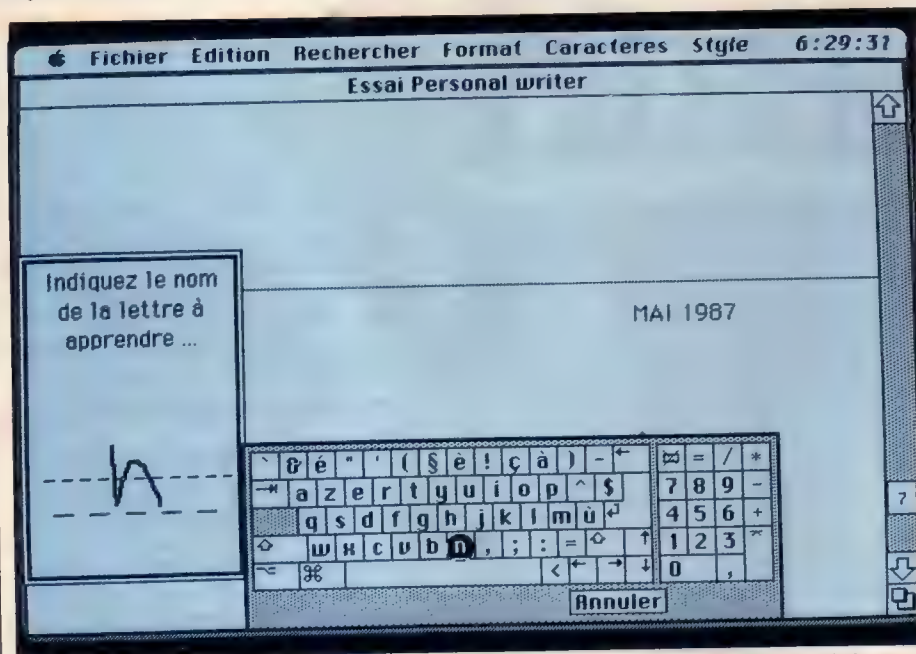 Fichier Edition Rechercher Format Caracteres Style 6:29:31
Essai Personal writer
Indiquez le nom
de la lettre à
apprendre ...
MAI 1987
n
` & é " ' ( § è ! ç à ) - ← = / *
⇥ a z e r t y u i o p ^ $ 7 8 9 -
q s d f g h j k l m ù ↵ 4 5 6 +
⇧ w x c v b n , ; : = ⇧ ↑ 1 2 3
⌥ ⌘ < ← → ↓ 0 ,
?
Annuler